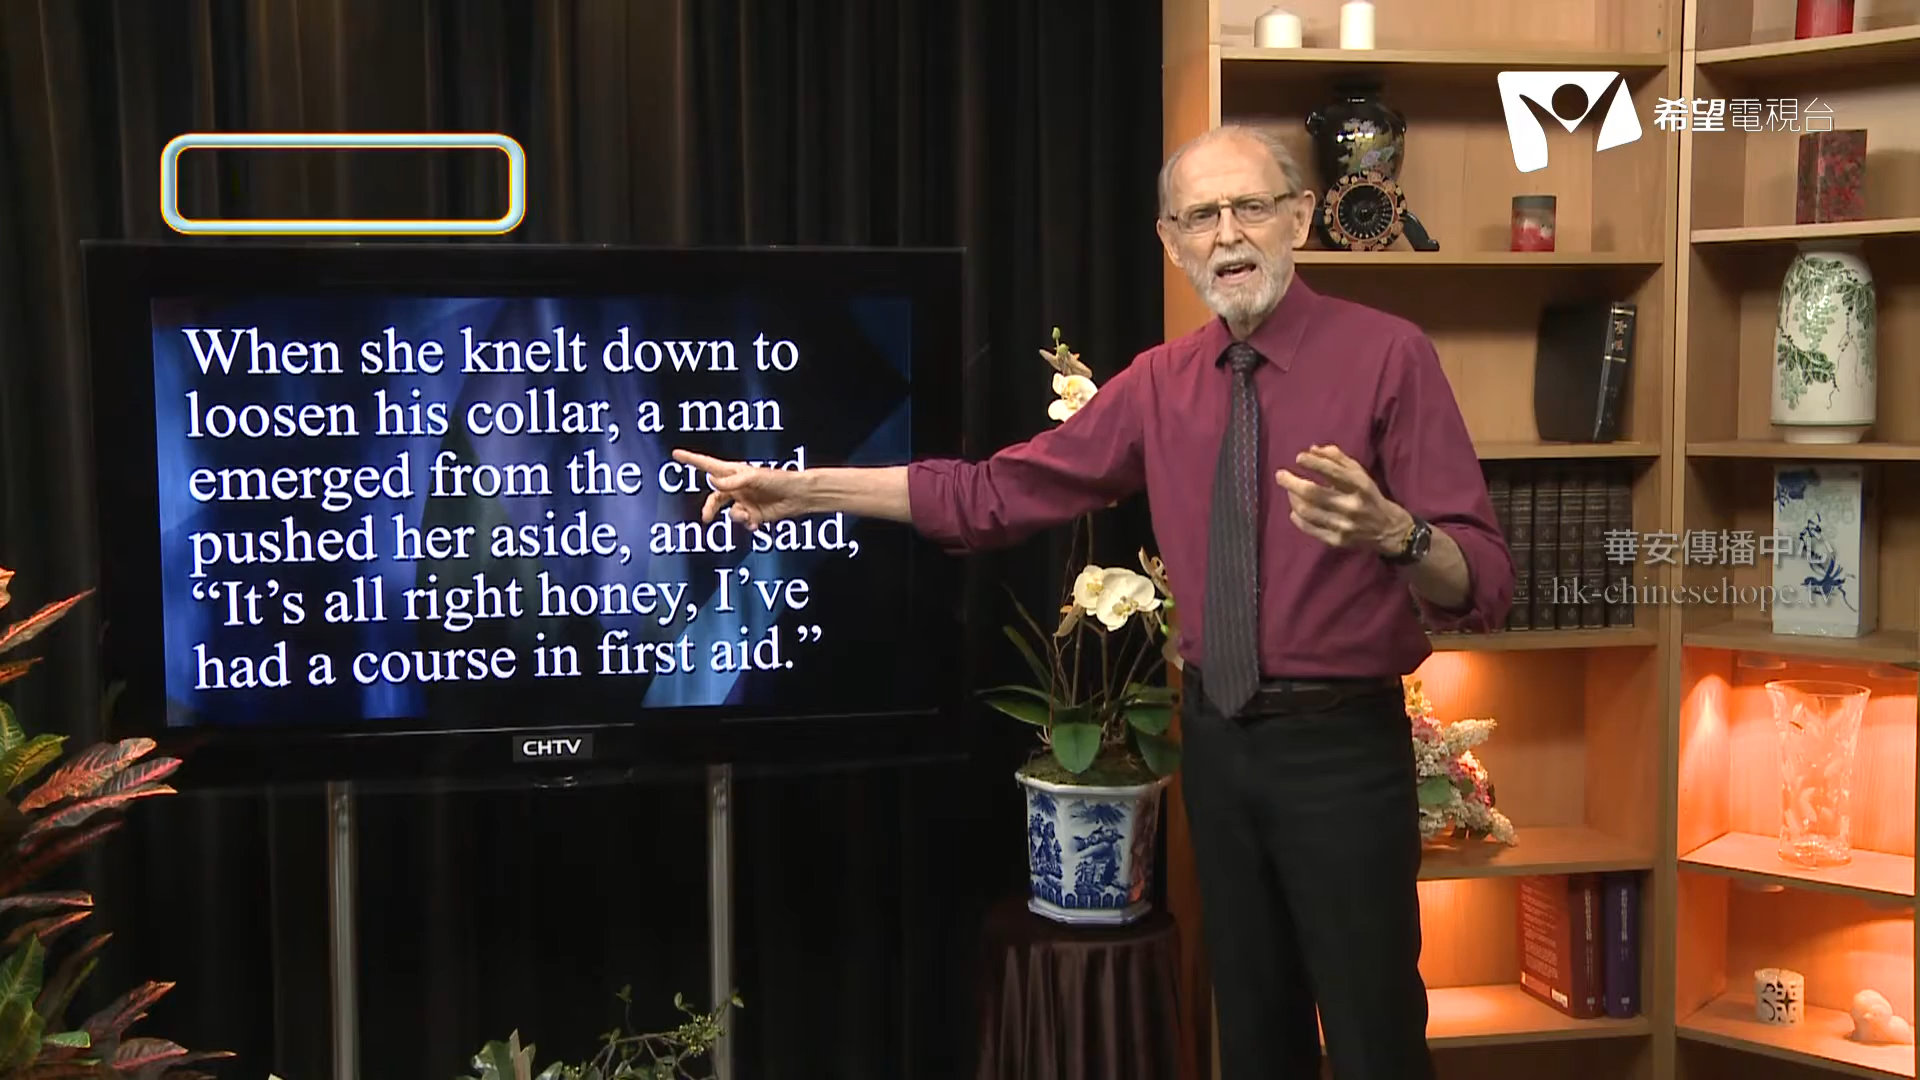 希望電視台
When she knelt down to
loosen his collar, a man
emerged from the
pushed her aside, and said,
“It’s all right honey, I’ve
had a course in first aid.”
CHTV
華安傳播中心
hk-chinesehope.tv